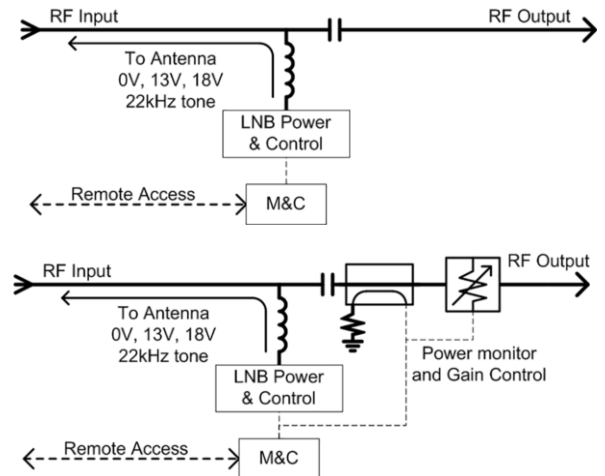 RF Input
RF Output
To Antenna
0V, 13V, 18V
22kHz tone
LNB Power
& Control
Remote Access
M&C
RF Input
RF Output
To Antenna
0V, 13V, 18V
22kHz tone
Power monitor
and Gain Control
LNB Power
& Control
Remote Access
M&C